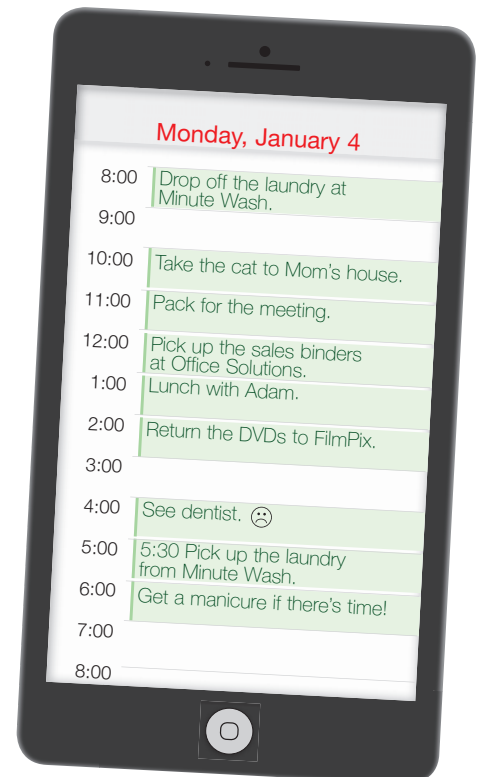 Monday, January 4
8:00 Drop off the laundry at
Minute Wash.
9:00
10:00 Take the cat to Mom's house.
11:00 Pack for the meeting.
12:00 Pick up the sales binders
at Office Solutions.
1:00 Lunch with Adam.
2:00 Return the DVDs to FilmPix.
3:00
4:00 See dentist. ☹
5:00 5:30 Pick up the laundry
from Minute Wash.
6:00 Get a manicure if there's time!
7:00
8:00